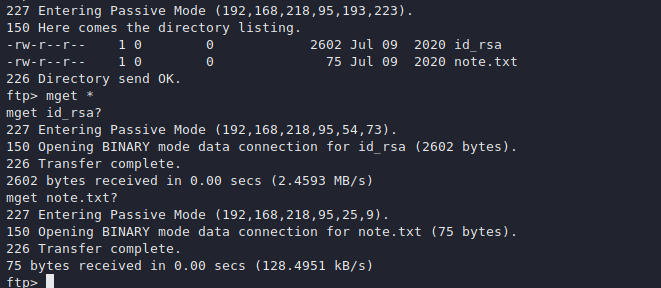 227 Entering Passive Mode (192,168,218,95,193,223).
150 Here comes the directory listing.
-rw-r--r--    1 0        0            2602 Jul 09  2020 id_rsa
-rw-r--r--    1 0        0              75 Jul 09  2020 note.txt
226 Directory send OK.
ftp> mget *
mget id_rsa?
227 Entering Passive Mode (192,168,218,95,54,73).
150 Opening BINARY mode data connection for id_rsa (2602 bytes).
226 Transfer complete.
2602 bytes received in 0.00 secs (2.4593 MB/s)
mget note.txt?
227 Entering Passive Mode (192,168,218,95,25,9).
150 Opening BINARY mode data connection for note.txt (75 bytes).
226 Transfer complete.
75 bytes received in 0.00 secs (128.4951 kB/s)
ftp>